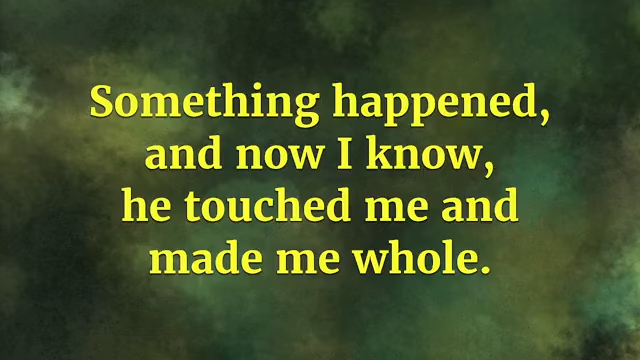 Something happened,
and now I know,
he touched me and
made me whole.